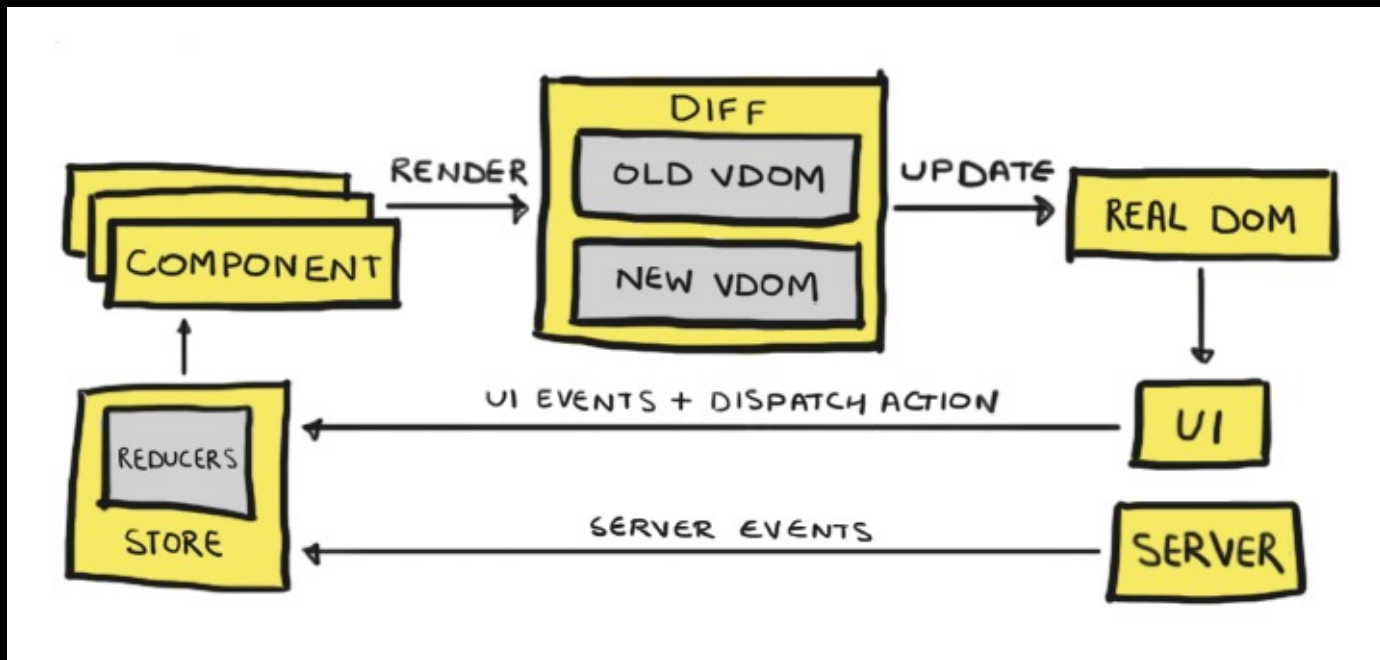 DIFF
RENDER
OLD VDOM
UPDATE
REAL DOM
COMPONENT
NEW VDOM
UI EVENTS + DISPATCH ACTION
UI
REDUCERS
STORE
SERVER EVENTS
SERVER